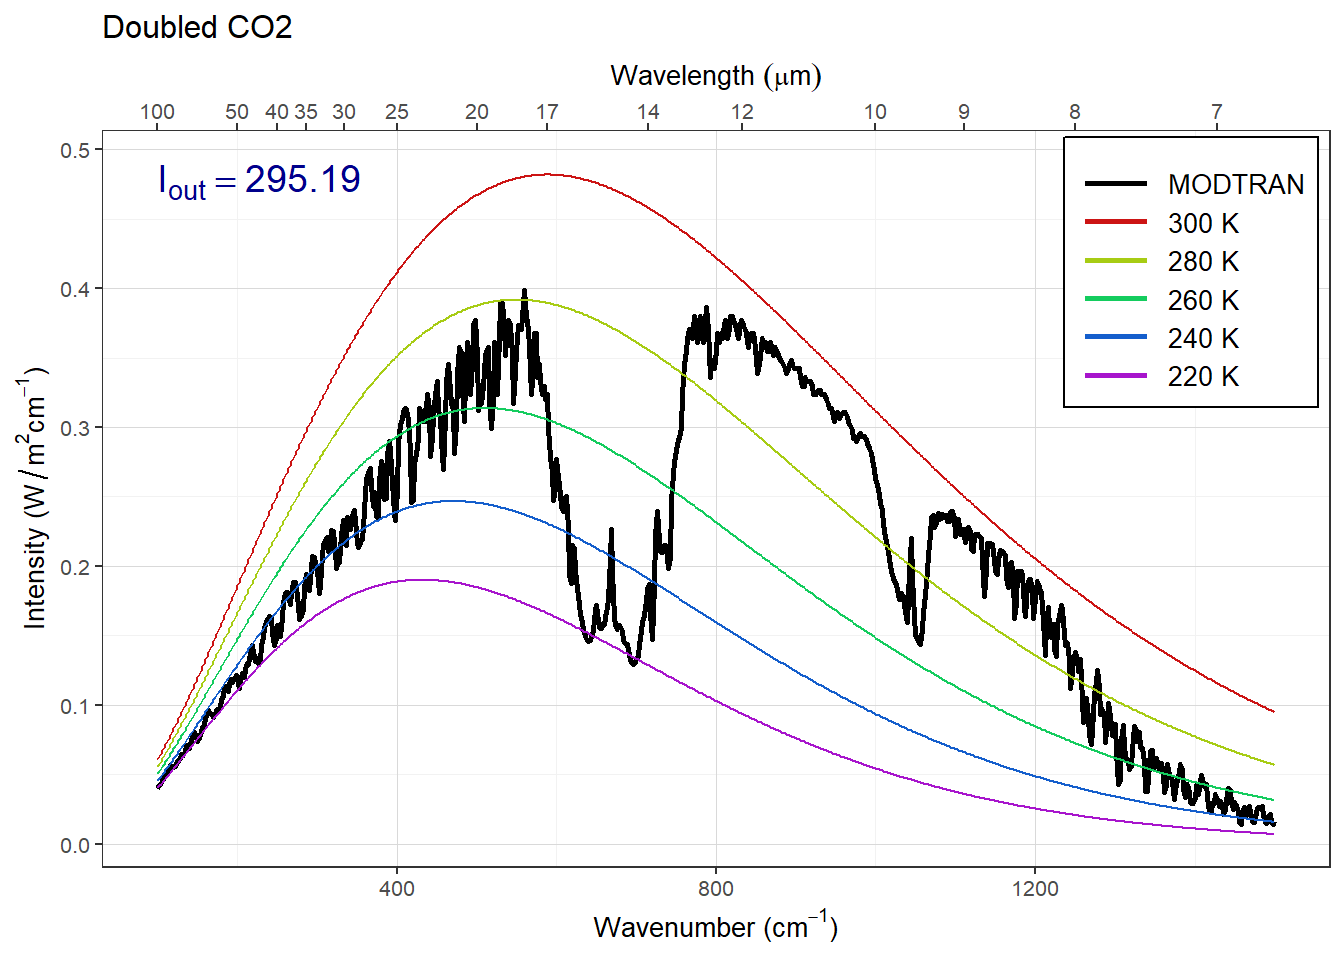 Doubled CO2
Wavelength (μm)
100 50 40 35 30 25 20 17 14 12 10 9 8 7
Iout = 295.19
MODTRAN
300 K
280 K
260 K
240 K
220 K
0.5
0.4
0.3
0.2
0.1
0.0
Intensity (W / m²cm⁻¹)
400 800 1200
Wavenumber (cm⁻¹)